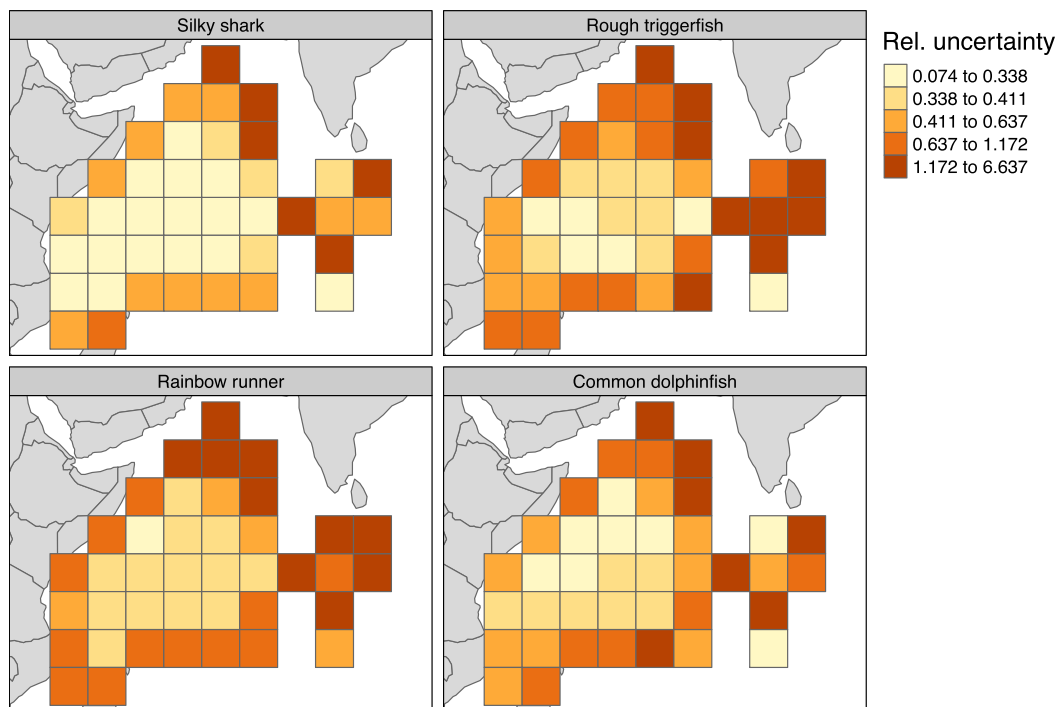 Silky shark
Rough triggerfish
Rel. uncertainty
0.074 to 0.338
0.338 to 0.411
0.411 to 0.637
0.637 to 1.172
1.172 to 6.637
Rainbow runner
Common dolphinfish